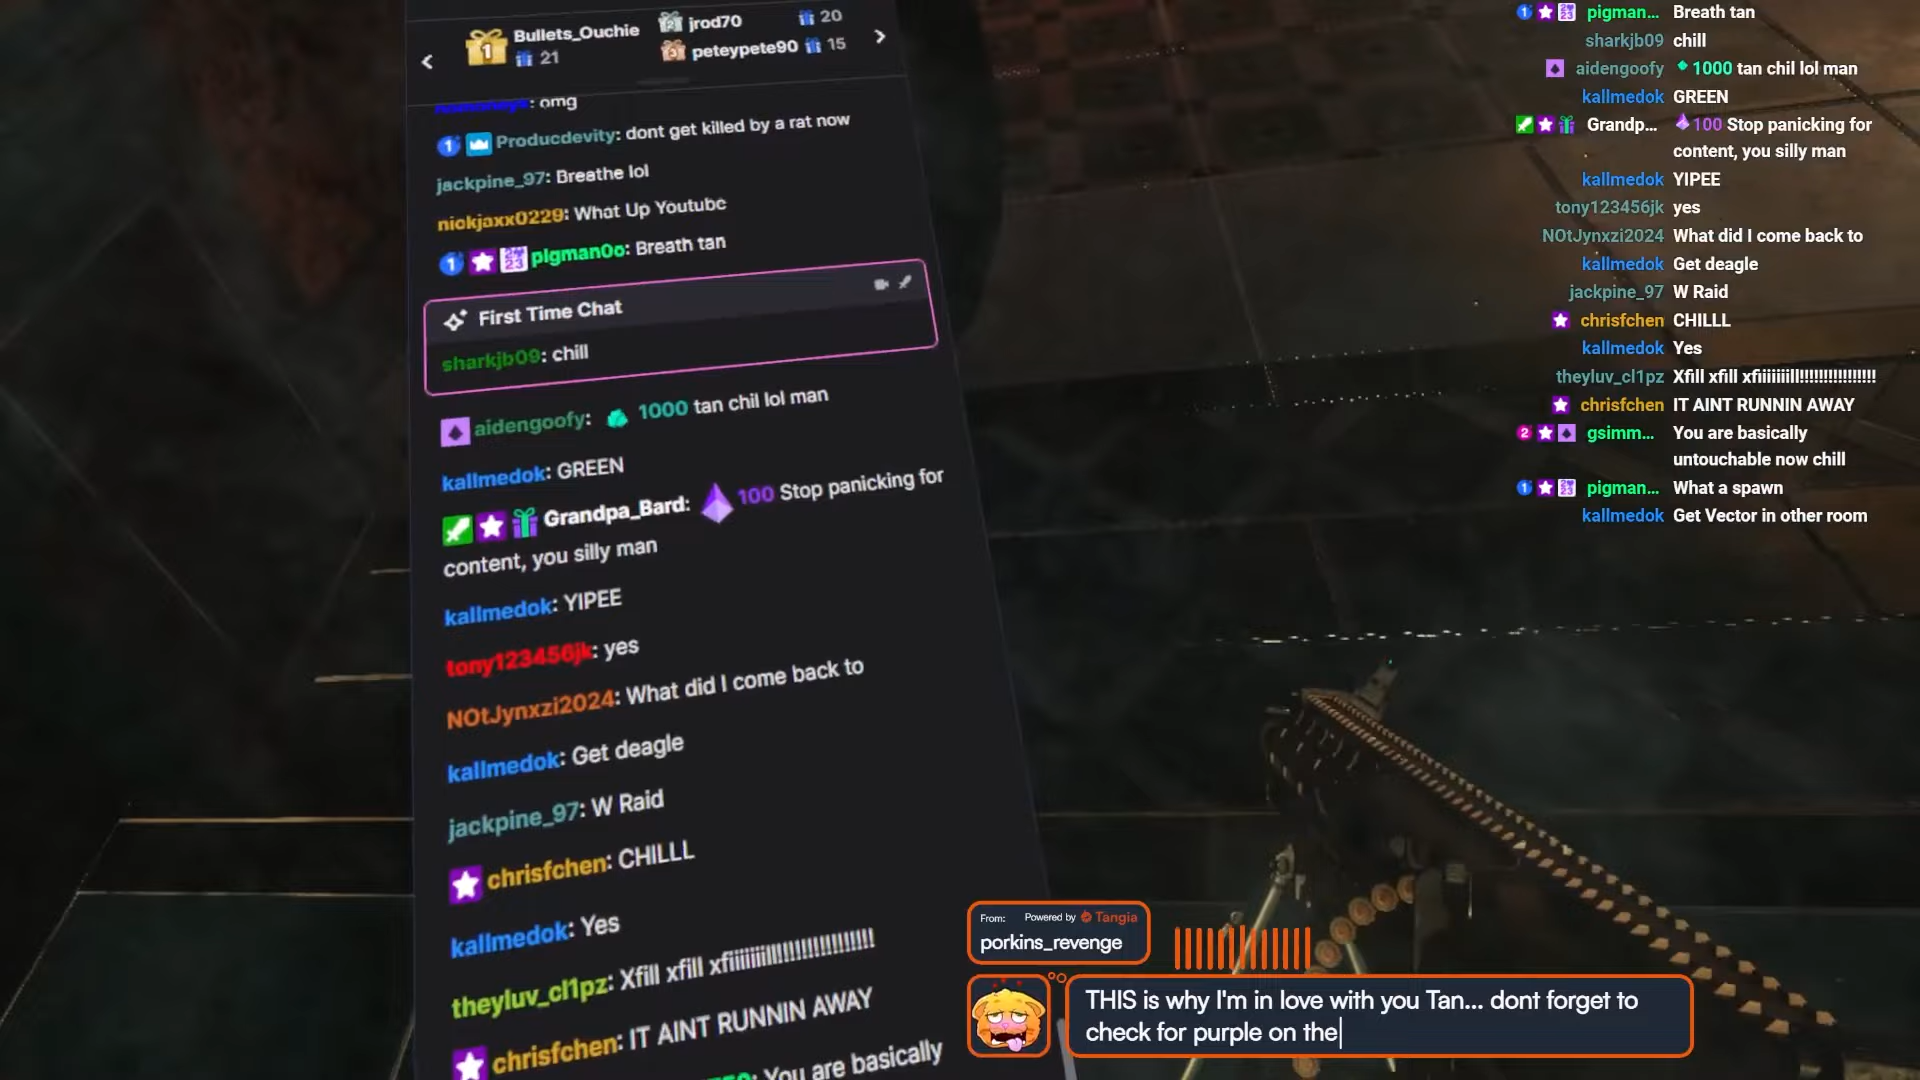 Bullets_Ouchie
21
jrod70 20
peteypete90 15
: omg
Producdevity: dont get killed by a rat now
jackpine_97: Breathe lol
nickjaxx0229: What Up Youtube
pigman0o: Breath tan
First Time Chat
sharkjb09: chill
aidengoofy: 1000 tan chil lol man
kallmedok: GREEN
Grandpa_Bard: 100 Stop panicking for
content, you silly man
kallmedok: YIPEE
tony123456jk: yes
NOtJynxzi2024: What did I come back to
kallmedok: Get deagle
jackpine_97: W Raid
chrisfchen: CHILLL
kallmedok: Yes
theyluv_cl1pz: Xfill xfill xfiiiiiiill!!!!!!!!!!!!!!!!
chrisfchen: IT AINT RUNNIN AWAY
: You are basically
pigman... Breath tan
sharkjb09 chill
aidengoofy 1000 tan chil lol man
kallmedok GREEN
Grandp... 100 Stop panicking for
content, you silly man
kallmedok YIPEE
tony123456jk yes
NOtJynxzi2024 What did I come back to
kallmedok Get deagle
jackpine_97 W Raid
chrisfchen CHILLL
kallmedok Yes
theyluv_cl1pz Xfill xfill xfiiiiiiill!!!!!!!!!!!!!!!!
chrisfchen IT AINT RUNNIN AWAY
gsimm... You are basically
untouchable now chill
pigman... What a spawn
kallmedok Get Vector in other room
From: Powered by Tangia
porkins_revenge
THIS is why I'm in love with you Tan... dont forget to
check for purple on the